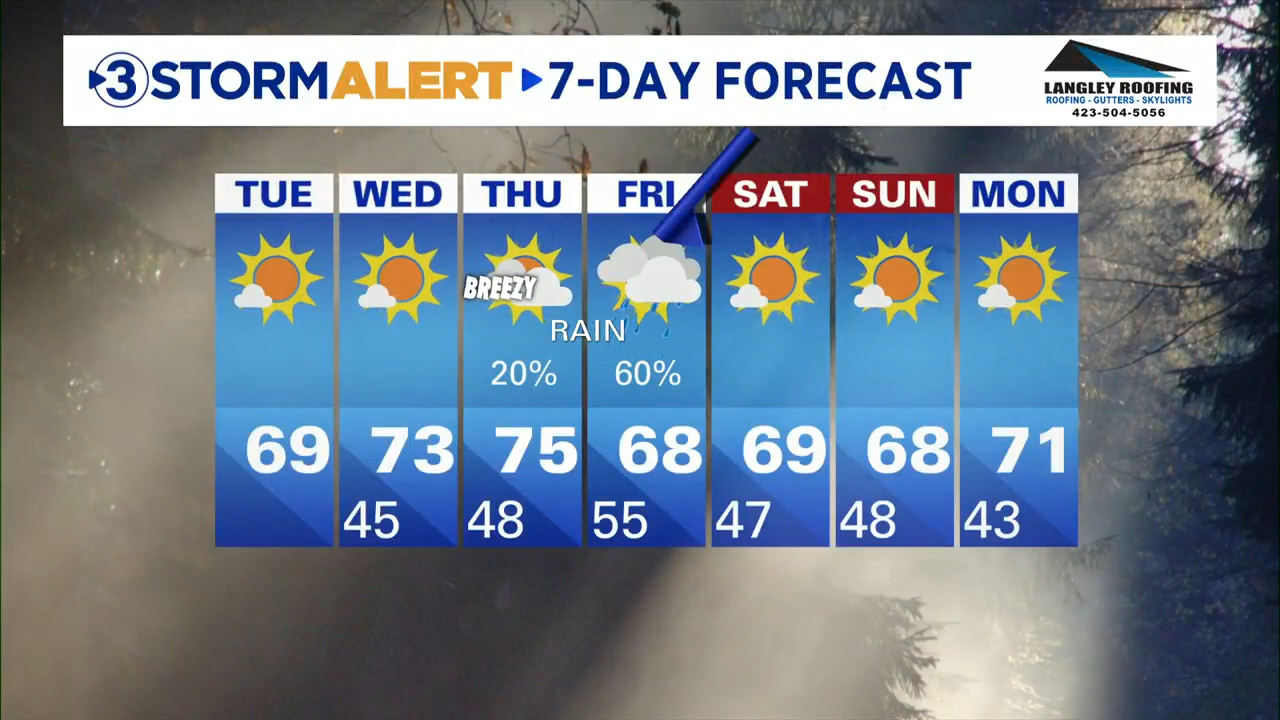 3 STORMALERT 7-DAY FORECAST
LANGLEY ROOFING
ROOFING - GUTTERS - SKYLIGHTS
423-504-5056
TUE WED THU FRI SAT SUN MON
BREEZY
RAIN
20% 60%
69 73 75 68 69 68 71
45 48 55 47 48 43